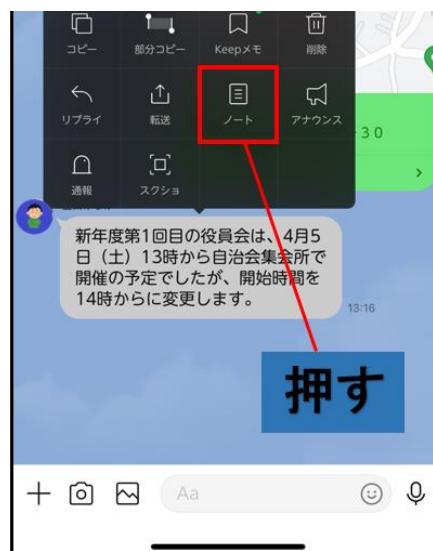 コピー 部分コピー Keepメモ 削除
リプライ 転送 ノート アナウンス
30
通報 スクショ
新年度第1回目の役員会は、4月5
日（土）13時から自治会集会所で
開催の予定でしたが、開始時間を
14時からに変更します。
13:16
押す
Aa